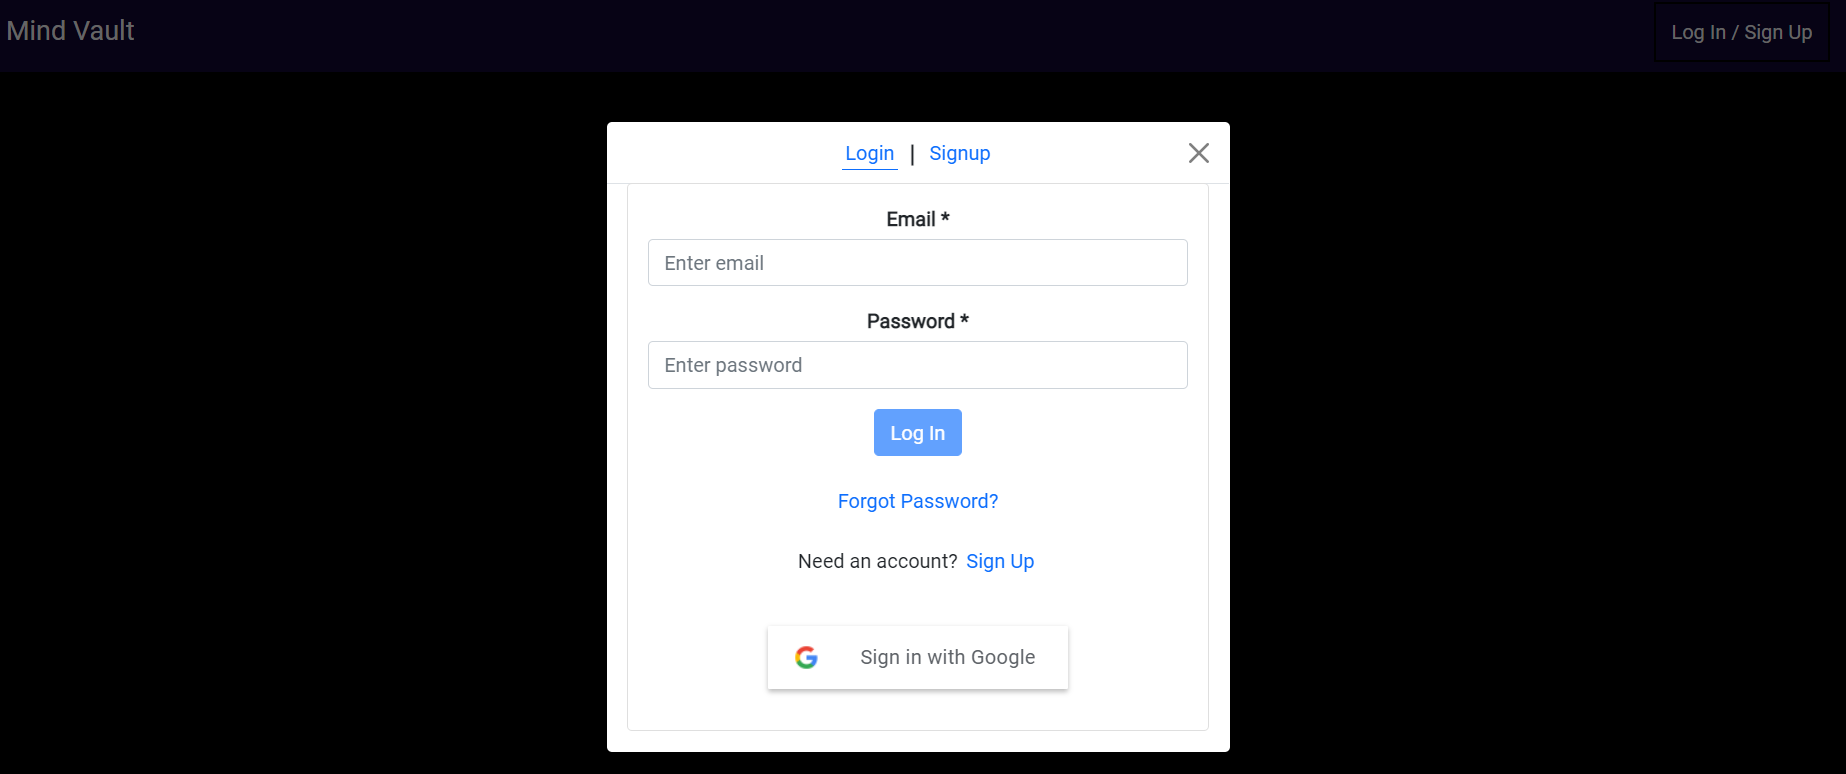 Mind Vault
Log In / Sign Up
Login | Signup
Email *
Enter email
Password *
Enter password
Log In
Forgot Password?
Need an account? Sign Up
Sign in with Google